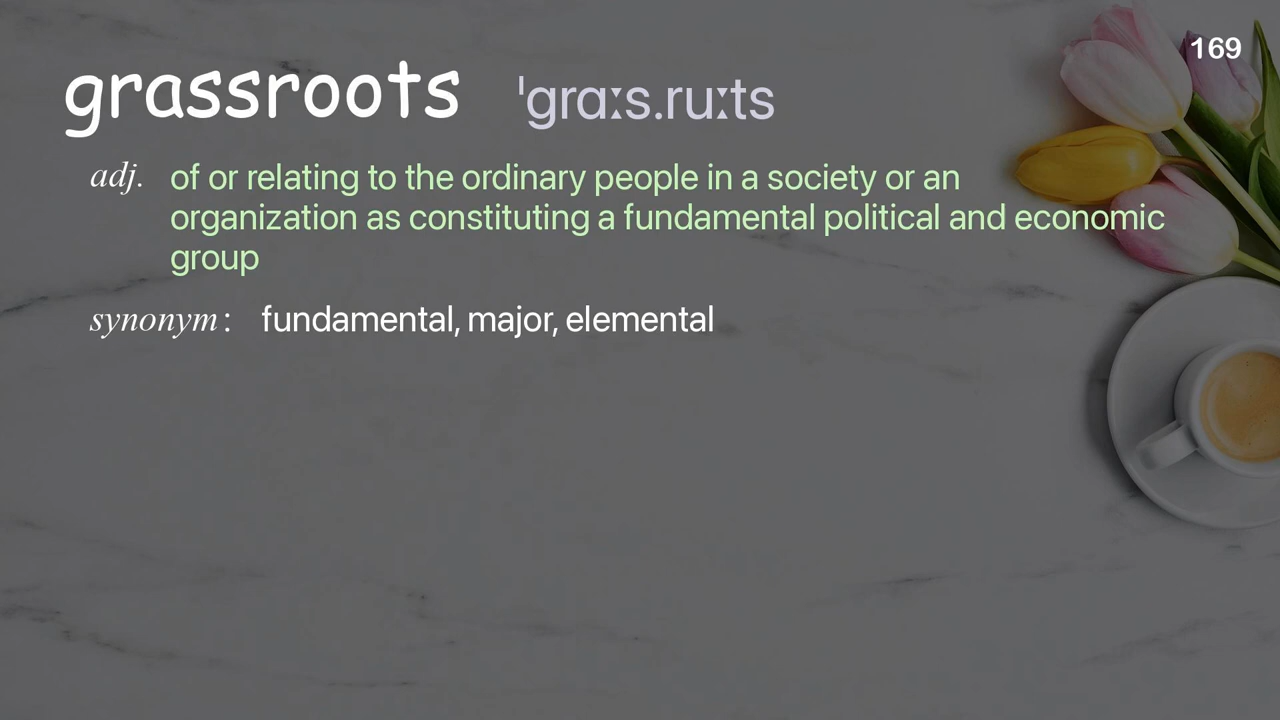 169
grassroots ˈɡrɑːs.ruːts
adj. of or relating to the ordinary people in a society or an
organization as constituting a fundamental political and economic
group
synonym : fundamental, major, elemental